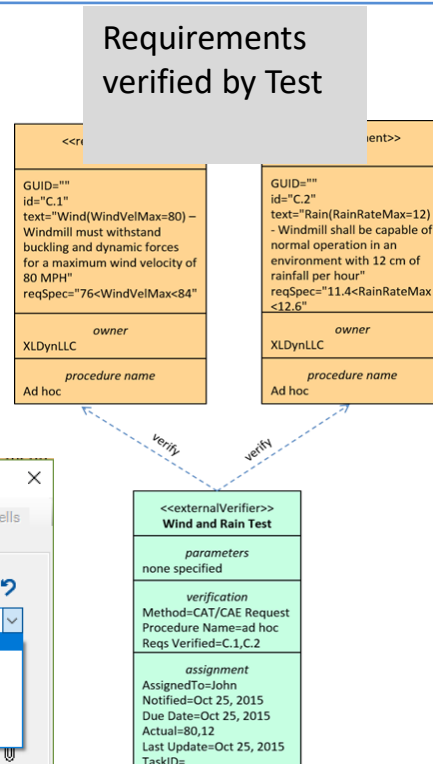 Requirements
verified by Test
<<re
ent>>
GUID=""
id="C.1"
text="Wind(WindVelMax=80) –
Windmill must withstand
buckling and dynamic forces
for a maximum wind velocity of
80 MPH"
reqSpec="76<WindVelMax<84"
owner
XLDynLLC
procedure name
Ad hoc
GUID=""
id="C.2"
text="Rain(RainRateMax=12)
- Windmill shall be capable of
normal operation in an
environment with 12 cm of
rainfall per hour"
reqSpec="11.4<RainRateMax
<12.6"
owner
XLDynLLC
procedure name
Ad hoc
verify
verify
ells
<<externalVerifier>>
Wind and Rain Test
parameters
none specified
verification
Method=CAT/CAE Request
Procedure Name=ad hoc
Reqs Verified=C.1,C.2
assignment
AssignedTo=John
Notified=Oct 25, 2015
Due Date=Oct 25, 2015
Actual=80,12
Last Update=Oct 25, 2015
TaskID=